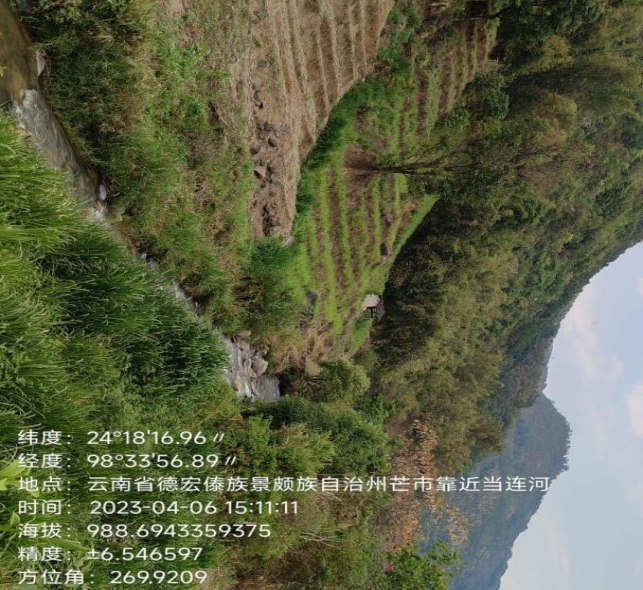 纬度：24°18'16.96〃
经度：98°33'56.89〃
地点：云南省德宏傣族景颇族自治州芒市靠近当连河
时间：2023-04-06 15:11:11
海拔：988.6943359375
精度：±6.546597
方位角：269.9209